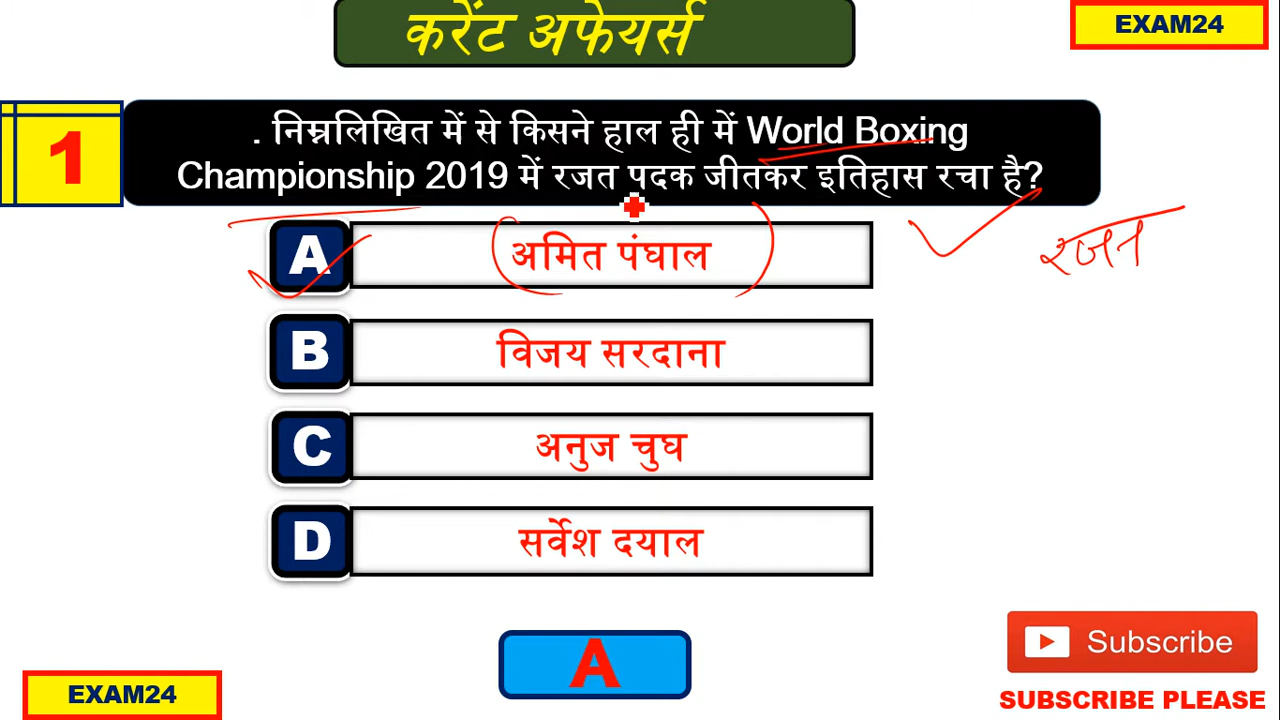 करेंट अफेयर्स
EXAM24
1
. निम्नलिखित में से किसने हाल ही में World Boxing
Championship 2019 में रजत पदक जीतकर इतिहास रचा है?
A अमित पंघाल
रजत
B विजय सरदाना
C अनुज चुघ
D सर्वेश दयाल
A
Subscribe
EXAM24
SUBSCRIBE PLEASE